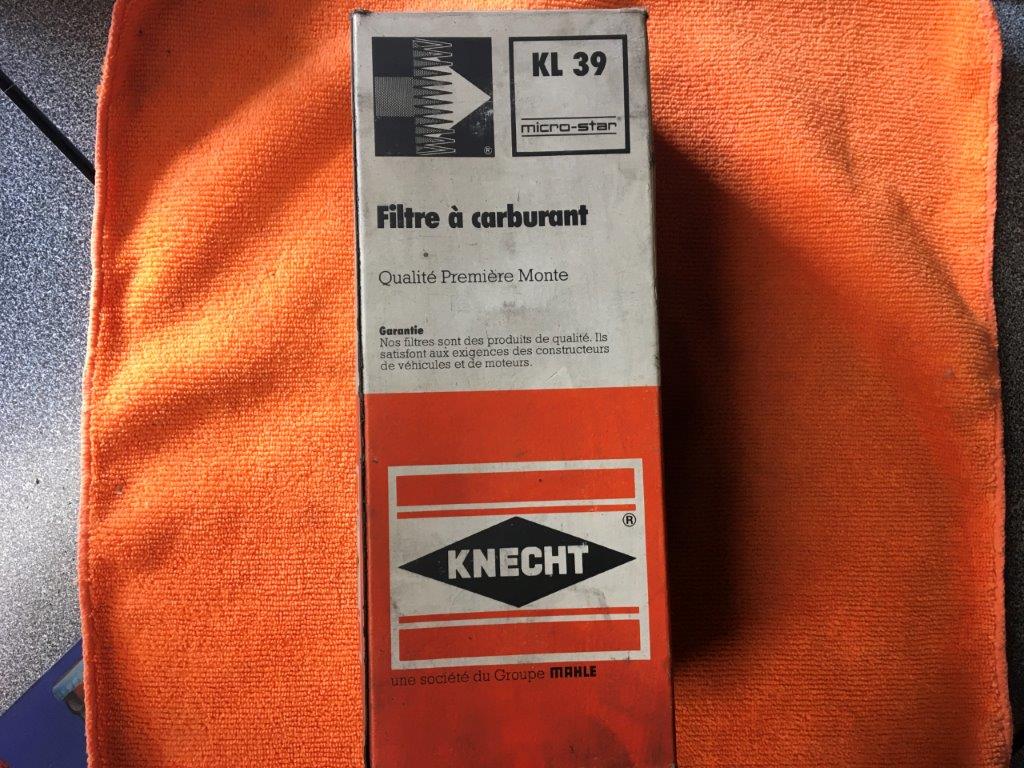 KL 39
micro-star®
®
Filtre à carburant
Qualité Première Monte
Garantie
Nos filtres sont des produits de qualité. Ils
satisfont aux exigences des constructeurs
de véhicules et de moteurs.
®
KNECHT
une société du Groupe MAHLE